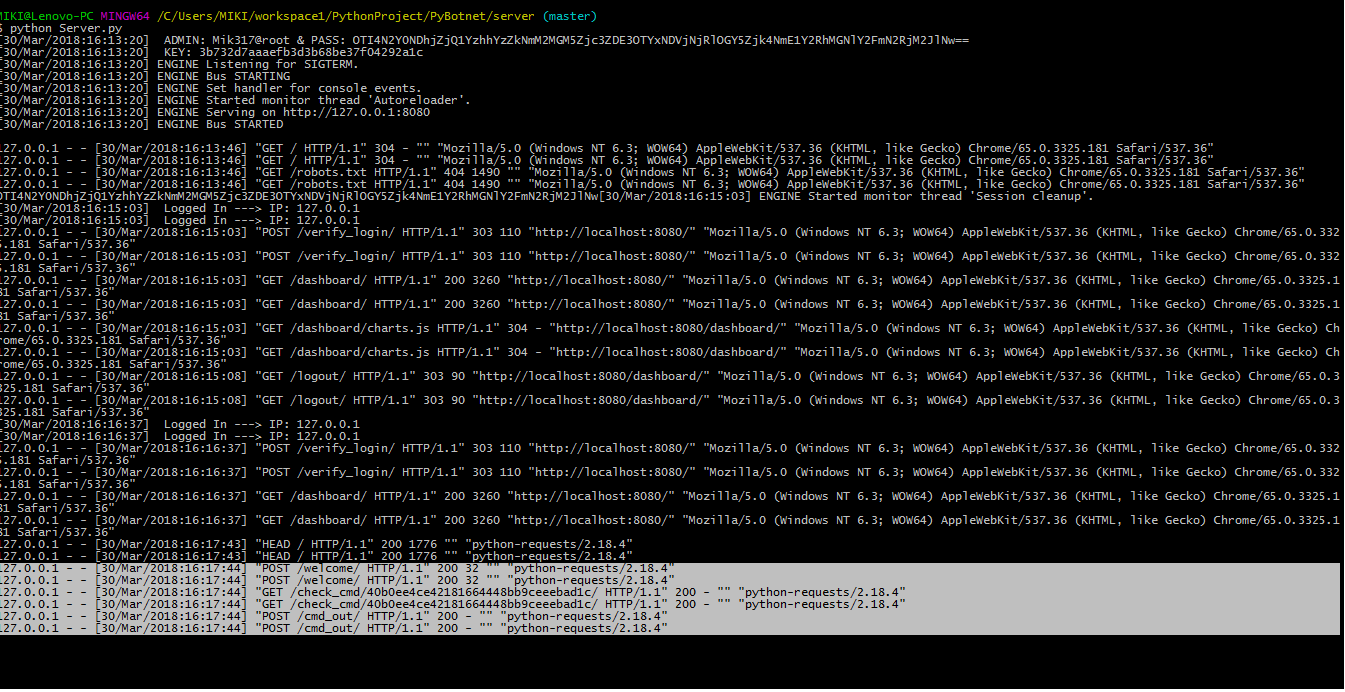 MIKI@Lenovo-PC MINGW64 /C/Users/MIKI/workspace1/PythonProject/PyBotnet/server (master)
$ python Server.py
[30/Mar/2018:16:13:20]  ADMIN: Mik317@root & PASS: OTI4N2Y0NDhjZjQ1YzhhYzZkNmM2MGM5Zjc3ZDE3OTYxNDVjNjRlOGY5Zjk4NmE1Y2RhMGNlY2FmN2RjM2JlNw==
[30/Mar/2018:16:13:20]  KEY: 3b732d7aaaefb3d3b68be37f04292a1c
[30/Mar/2018:16:13:20] ENGINE Listening for SIGTERM.
[30/Mar/2018:16:13:20] ENGINE Bus STARTING
[30/Mar/2018:16:13:20] ENGINE Set handler for console events.
[30/Mar/2018:16:13:20] ENGINE Started monitor thread 'Autoreloader'.
[30/Mar/2018:16:13:20] ENGINE Serving on http://127.0.0.1:8080
[30/Mar/2018:16:13:20] ENGINE Bus STARTED
127.0.0.1 - - [30/Mar/2018:16:13:46] "GET / HTTP/1.1" 304 - "" "Mozilla/5.0 (Windows NT 6.3; WOW64) AppleWebKit/537.36 (KHTML, like Gecko) Chrome/65.0.3325.181 Safari/537.36"
127.0.0.1 - - [30/Mar/2018:16:13:46] "GET / HTTP/1.1" 304 - "" "Mozilla/5.0 (Windows NT 6.3; WOW64) AppleWebKit/537.36 (KHTML, like Gecko) Chrome/65.0.3325.181 Safari/537.36"
127.0.0.1 - - [30/Mar/2018:16:13:46] "GET /robots.txt HTTP/1.1" 404 1490 "" "Mozilla/5.0 (Windows NT 6.3; WOW64) AppleWebKit/537.36 (KHTML, like Gecko) Chrome/65.0.3325.181 Safari/537.36"
127.0.0.1 - - [30/Mar/2018:16:13:46] "GET /robots.txt HTTP/1.1" 404 1490 "" "Mozilla/5.0 (Windows NT 6.3; WOW64) AppleWebKit/537.36 (KHTML, like Gecko) Chrome/65.0.3325.181 Safari/537.36"
OTI4N2Y0NDhjZjQ1YzhhYzZkNmM2MGM5Zjc3ZDE3OTYxNDVjNjRlOGY5Zjk4NmE1Y2RhMGNlY2FmN2RjM2JlNw[30/Mar/2018:16:15:03] ENGINE Started monitor thread 'Session cleanup'.
[30/Mar/2018:16:15:03]  Logged In ---> IP: 127.0.0.1
[30/Mar/2018:16:15:03]  Logged In ---> IP: 127.0.0.1
127.0.0.1 - - [30/Mar/2018:16:15:03] "POST /verify_login/ HTTP/1.1" 303 110 "http://localhost:8080/" "Mozilla/5.0 (Windows NT 6.3; WOW64) AppleWebKit/537.36 (KHTML, like Gecko) Chrome/65.0.332
5.181 Safari/537.36"
127.0.0.1 - - [30/Mar/2018:16:15:03] "POST /verify_login/ HTTP/1.1" 303 110 "http://localhost:8080/" "Mozilla/5.0 (Windows NT 6.3; WOW64) AppleWebKit/537.36 (KHTML, like Gecko) Chrome/65.0.332
5.181 Safari/537.36"
127.0.0.1 - - [30/Mar/2018:16:15:03] "GET /dashboard/ HTTP/1.1" 200 3260 "http://localhost:8080/" "Mozilla/5.0 (Windows NT 6.3; WOW64) AppleWebKit/537.36 (KHTML, like Gecko) Chrome/65.0.3325.1
81 Safari/537.36"
127.0.0.1 - - [30/Mar/2018:16:15:03] "GET /dashboard/ HTTP/1.1" 200 3260 "http://localhost:8080/" "Mozilla/5.0 (Windows NT 6.3; WOW64) AppleWebKit/537.36 (KHTML, like Gecko) Chrome/65.0.3325.1
81 Safari/537.36"
127.0.0.1 - - [30/Mar/2018:16:15:03] "GET /dashboard/charts.js HTTP/1.1" 304 - "http://localhost:8080/dashboard/" "Mozilla/5.0 (Windows NT 6.3; WOW64) AppleWebKit/537.36 (KHTML, like Gecko) Ch
rome/65.0.3325.181 Safari/537.36"
127.0.0.1 - - [30/Mar/2018:16:15:03] "GET /dashboard/charts.js HTTP/1.1" 304 - "http://localhost:8080/dashboard/" "Mozilla/5.0 (Windows NT 6.3; WOW64) AppleWebKit/537.36 (KHTML, like Gecko) Ch
rome/65.0.3325.181 Safari/537.36"
127.0.0.1 - - [30/Mar/2018:16:15:08] "GET /logout/ HTTP/1.1" 303 90 "http://localhost:8080/dashboard/" "Mozilla/5.0 (Windows NT 6.3; WOW64) AppleWebKit/537.36 (KHTML, like Gecko) Chrome/65.0.3
325.181 Safari/537.36"
127.0.0.1 - - [30/Mar/2018:16:15:08] "GET /logout/ HTTP/1.1" 303 90 "http://localhost:8080/dashboard/" "Mozilla/5.0 (Windows NT 6.3; WOW64) AppleWebKit/537.36 (KHTML, like Gecko) Chrome/65.0.3
325.181 Safari/537.36"
[30/Mar/2018:16:16:37]  Logged In ---> IP: 127.0.0.1
[30/Mar/2018:16:16:37]  Logged In ---> IP: 127.0.0.1
127.0.0.1 - - [30/Mar/2018:16:16:37] "POST /verify_login/ HTTP/1.1" 303 110 "http://localhost:8080/" "Mozilla/5.0 (Windows NT 6.3; WOW64) AppleWebKit/537.36 (KHTML, like Gecko) Chrome/65.0.332
5.181 Safari/537.36"
127.0.0.1 - - [30/Mar/2018:16:16:37] "POST /verify_login/ HTTP/1.1" 303 110 "http://localhost:8080/" "Mozilla/5.0 (Windows NT 6.3; WOW64) AppleWebKit/537.36 (KHTML, like Gecko) Chrome/65.0.332
5.181 Safari/537.36"
127.0.0.1 - - [30/Mar/2018:16:16:37] "GET /dashboard/ HTTP/1.1" 200 3260 "http://localhost:8080/" "Mozilla/5.0 (Windows NT 6.3; WOW64) AppleWebKit/537.36 (KHTML, like Gecko) Chrome/65.0.3325.1
81 Safari/537.36"
127.0.0.1 - - [30/Mar/2018:16:16:37] "GET /dashboard/ HTTP/1.1" 200 3260 "http://localhost:8080/" "Mozilla/5.0 (Windows NT 6.3; WOW64) AppleWebKit/537.36 (KHTML, like Gecko) Chrome/65.0.3325.1
81 Safari/537.36"
127.0.0.1 - - [30/Mar/2018:16:17:43] "HEAD / HTTP/1.1" 200 1776 "" "python-requests/2.18.4"
127.0.0.1 - - [30/Mar/2018:16:17:43] "HEAD / HTTP/1.1" 200 1776 "" "python-requests/2.18.4"
127.0.0.1 - - [30/Mar/2018:16:17:44] "POST /welcome/ HTTP/1.1" 200 32 "" "python-requests/2.18.4"
127.0.0.1 - - [30/Mar/2018:16:17:44] "POST /welcome/ HTTP/1.1" 200 32 "" "python-requests/2.18.4"
127.0.0.1 - - [30/Mar/2018:16:17:44] "GET /check_cmd/40b0ee4ce42181664448bb9ceeebad1c/ HTTP/1.1" 200 - "" "python-requests/2.18.4"
127.0.0.1 - - [30/Mar/2018:16:17:44] "GET /check_cmd/40b0ee4ce42181664448bb9ceeebad1c/ HTTP/1.1" 200 - "" "python-requests/2.18.4"
127.0.0.1 - - [30/Mar/2018:16:17:44] "POST /cmd_out/ HTTP/1.1" 200 - "" "python-requests/2.18.4"
127.0.0.1 - - [30/Mar/2018:16:17:44] "POST /cmd_out/ HTTP/1.1" 200 - "" "python-requests/2.18.4"